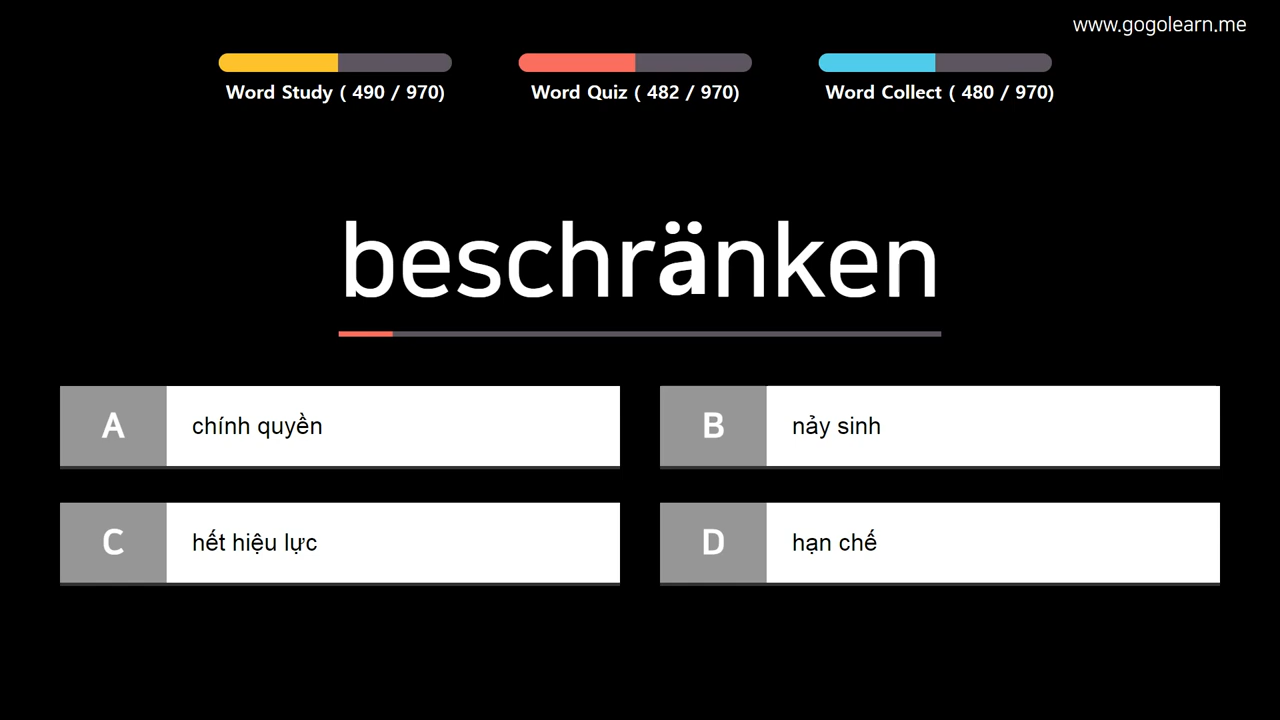 www.gogolearn.me
Word Study ( 490 / 970)
Word Quiz ( 482 / 970)
Word Collect ( 480 / 970)
beschränken
A chính quyền
B nảy sinh
C hết hiệu lực
D hạn chế